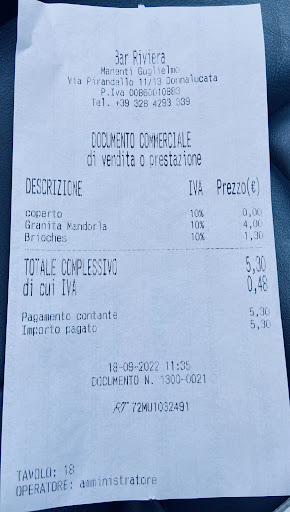 Bar Riviera
Mananti Guglielmo
Via Pirandello 11/13 Donnalucata
P.Iva 00860010883
Tel. +39 328 4293 339
DOCUMENTO COMMERCIALE
di vendita o prestazione
DESCRIZIONE IVA Prezzo(€)
coperto 10% 0,00
Granita Mandorla 10% 4,00
Brioches 10% 1,30
TOTALE COMPLESSIVO 5,30
di cui IVA 0,48
Pagamento contante 5,30
Importo pagato 5,30
18-09-2022 11:35
DOCUMENTO N. 1300-0021
RT 72MU1032491
TAVOLO: 18
OPERATORE: amministratore